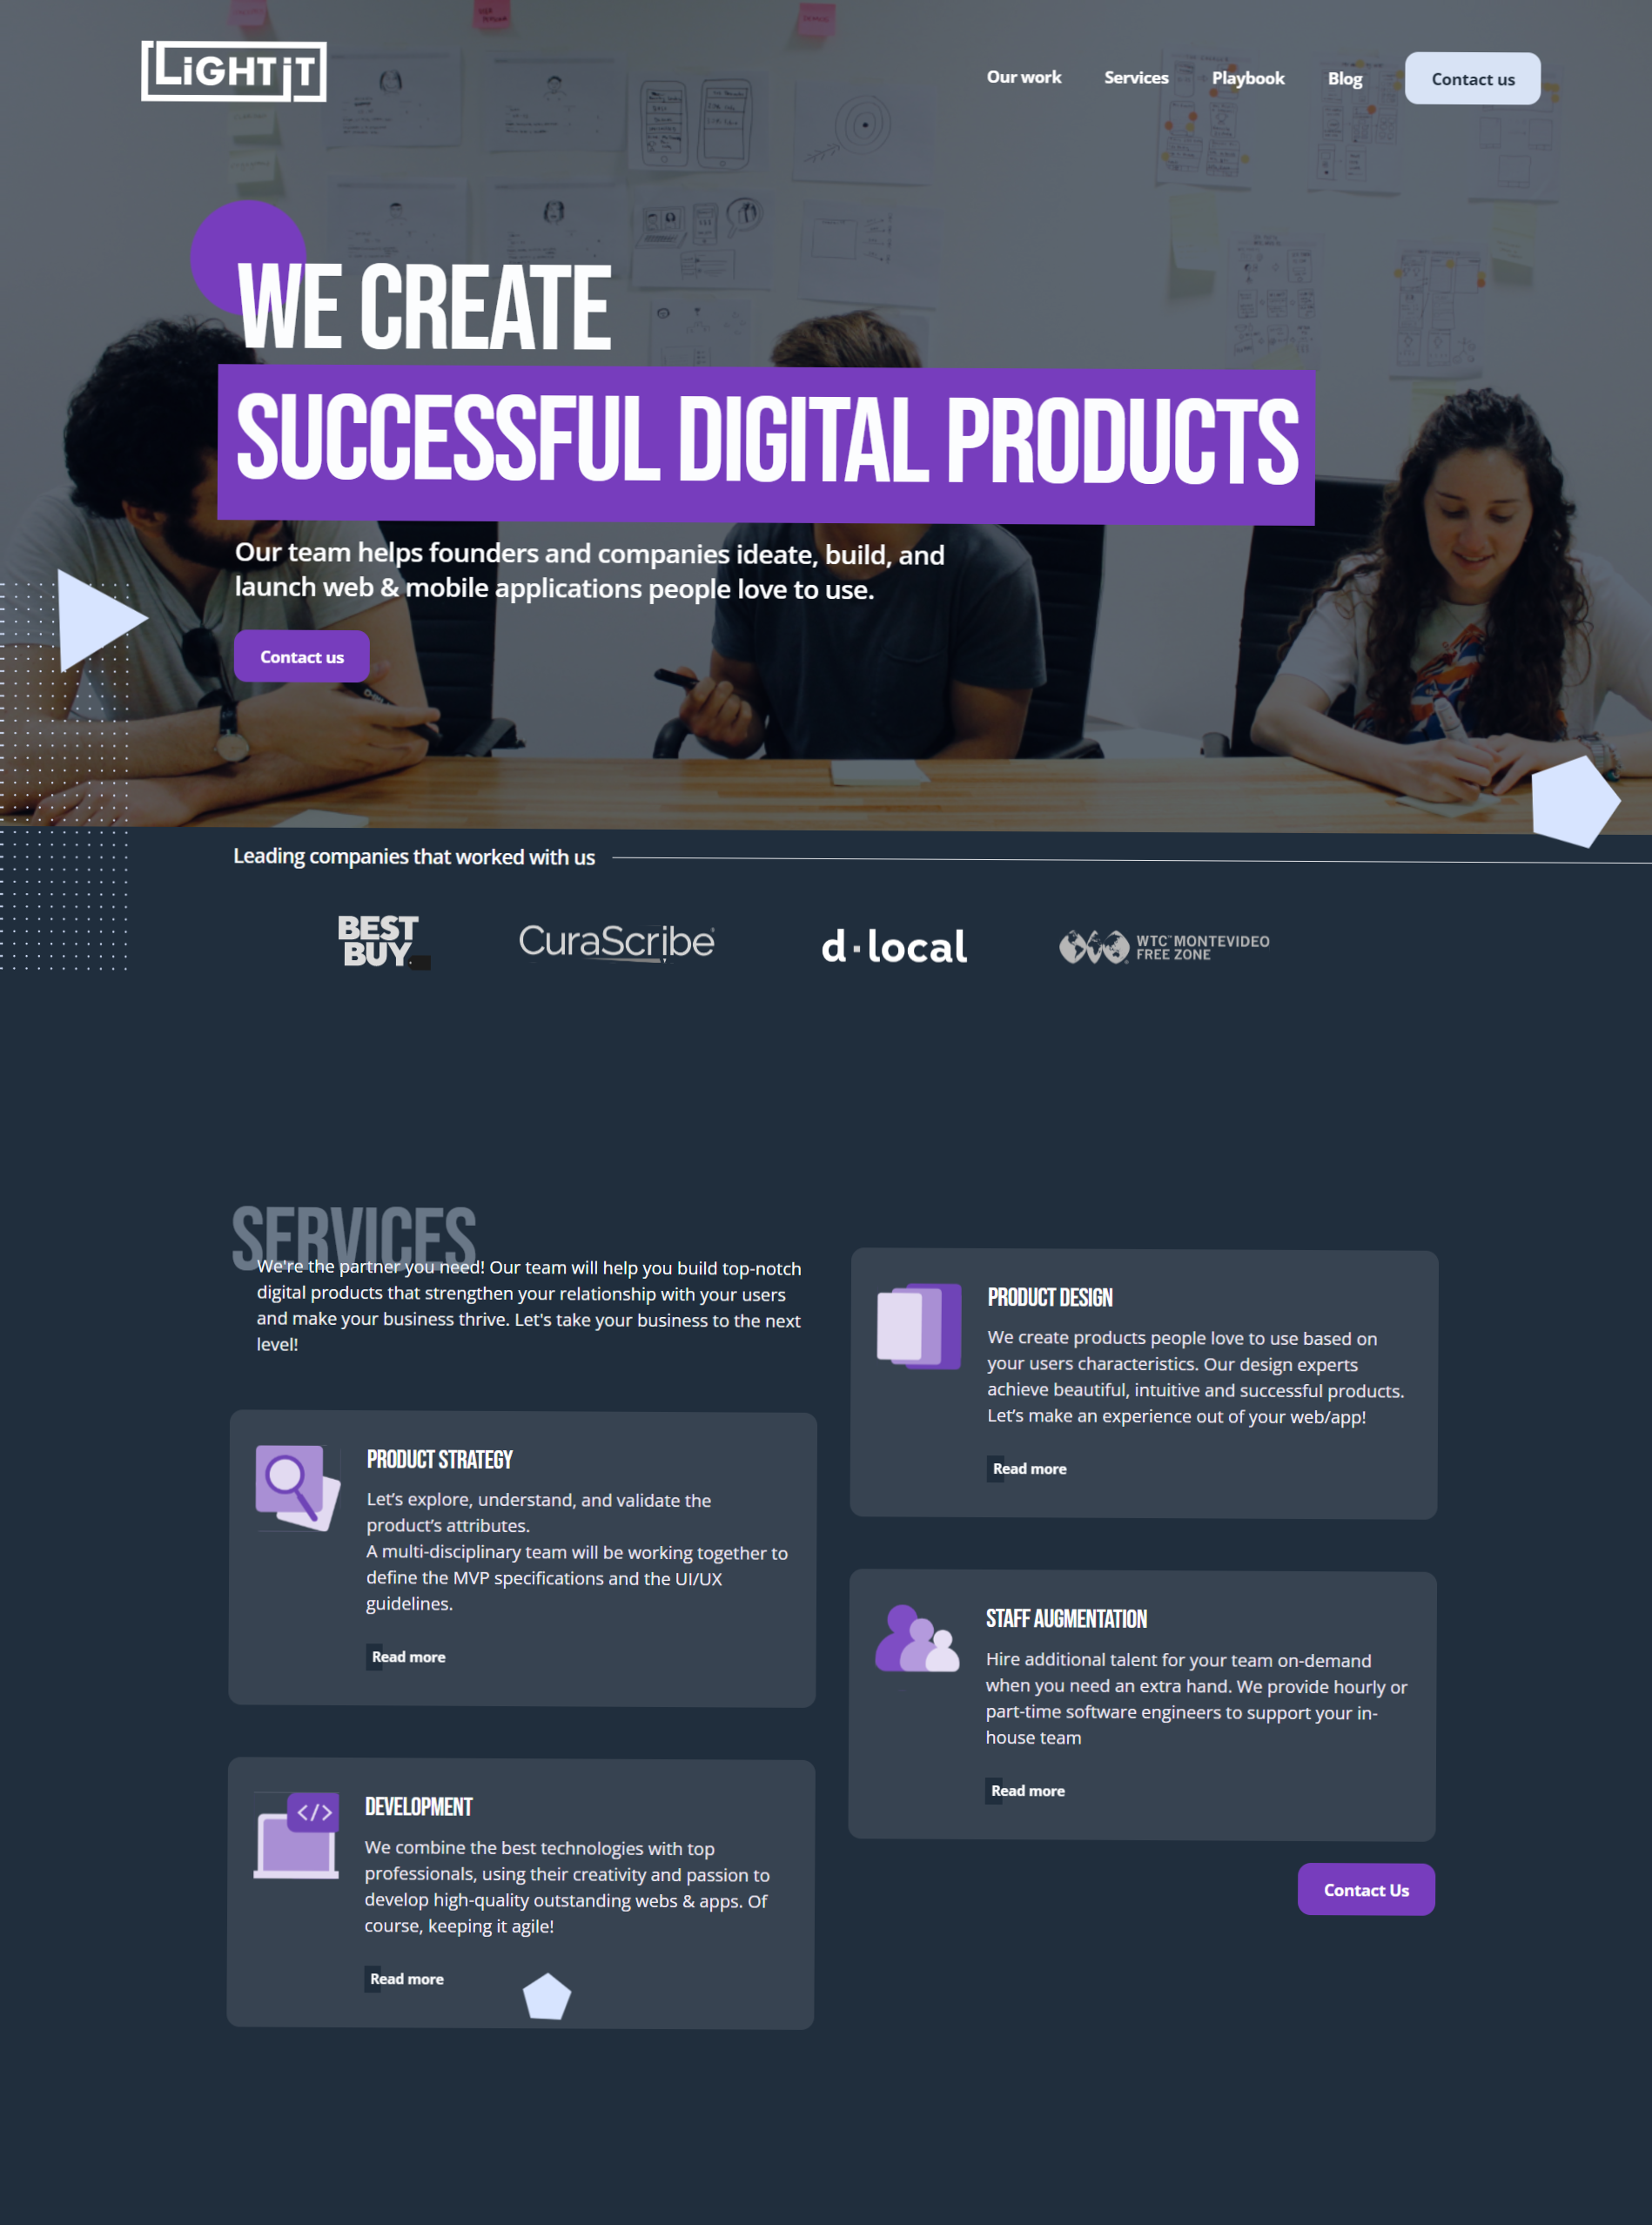 LiGHT iT
Our work
Services
Playbook
Blog
Contact us
WE CREATE
SUCCESSFUL DIGITAL PRODUCTS
Our team helps founders and companies ideate, build, and
launch web & mobile applications people love to use.
Contact us
Leading companies that worked with us
BEST
BUY
CuraScribe
d·local
WTC™ MONTEVIDEO
FREE ZONE
SERVICES
We're the partner you need! Our team will help you build top-notch
digital products that strengthen your relationship with your users
and make your business thrive. Let's take your business to the next
level!
PRODUCT STRATEGY
Let’s explore, understand, and validate the
product’s attributes.
A multi-disciplinary team will be working together to
define the MVP specifications and the UI/UX
guidelines.
Read more
DEVELOPMENT
</>
We combine the best technologies with top
professionals, using their creativity and passion to
develop high-quality outstanding webs & apps. Of
course, keeping it agile!
Read more
PRODUCT DESIGN
We create products people love to use based on
your users characteristics. Our design experts
achieve beautiful, intuitive and successful products.
Let’s make an experience out of your web/app!
Read more
STAFF AUGMENTATION
Hire additional talent for your team on-demand
when you need an extra hand. We provide hourly or
part-time software engineers to support your in-
house team
Read more
Contact Us